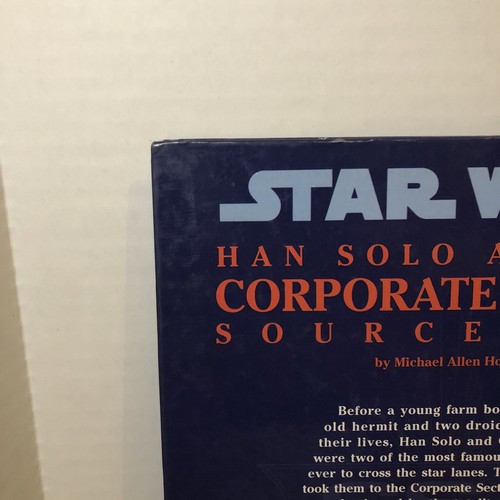 STAR W
HAN SOLO A
CORPORATE
SOURCE
by Michael Allen Ho
Before a young farm bo
old hermit and two droid
their lives, Han Solo and
were two of the most famou
ever to cross the star lanes. T
took them to the Corporate Sect